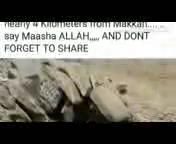 nearly 4 Kilometers from Makkah....
say Maasha ALLAH,,,,, AND DONT
FORGET TO SHARE